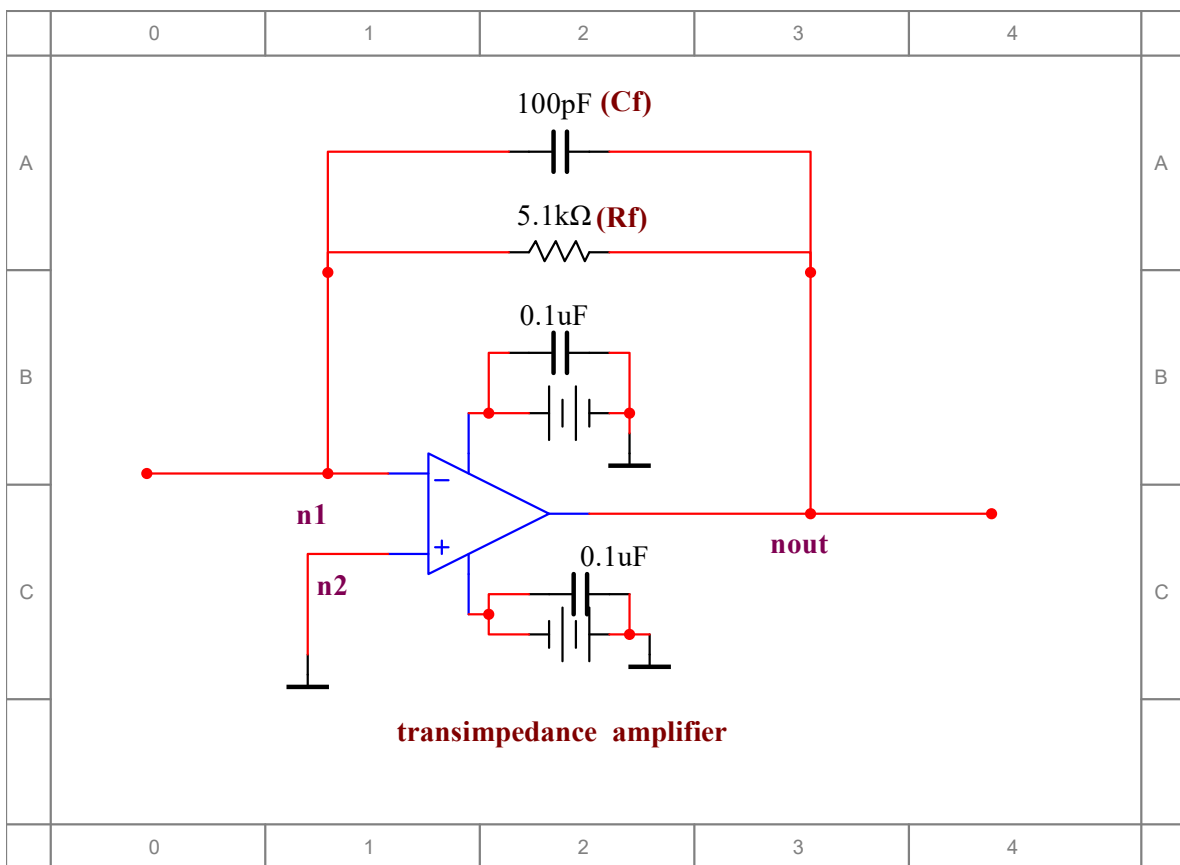 0 1 2 3 4
100pF (Cf)
A A
5.1kΩ (Rf)
0.1uF
B B
n1
nout
0.1uF
n2
C C
transimpedance amplifier
0 1 2 3 4